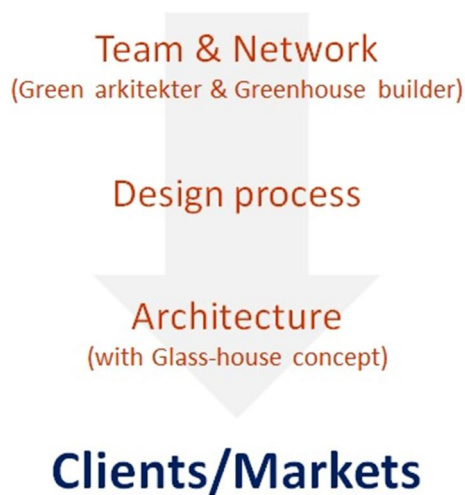 Team & Network
(Green arkitekter & Greenhouse builder)
Design process
Architecture
(with Glass-house concept)
Clients/Markets